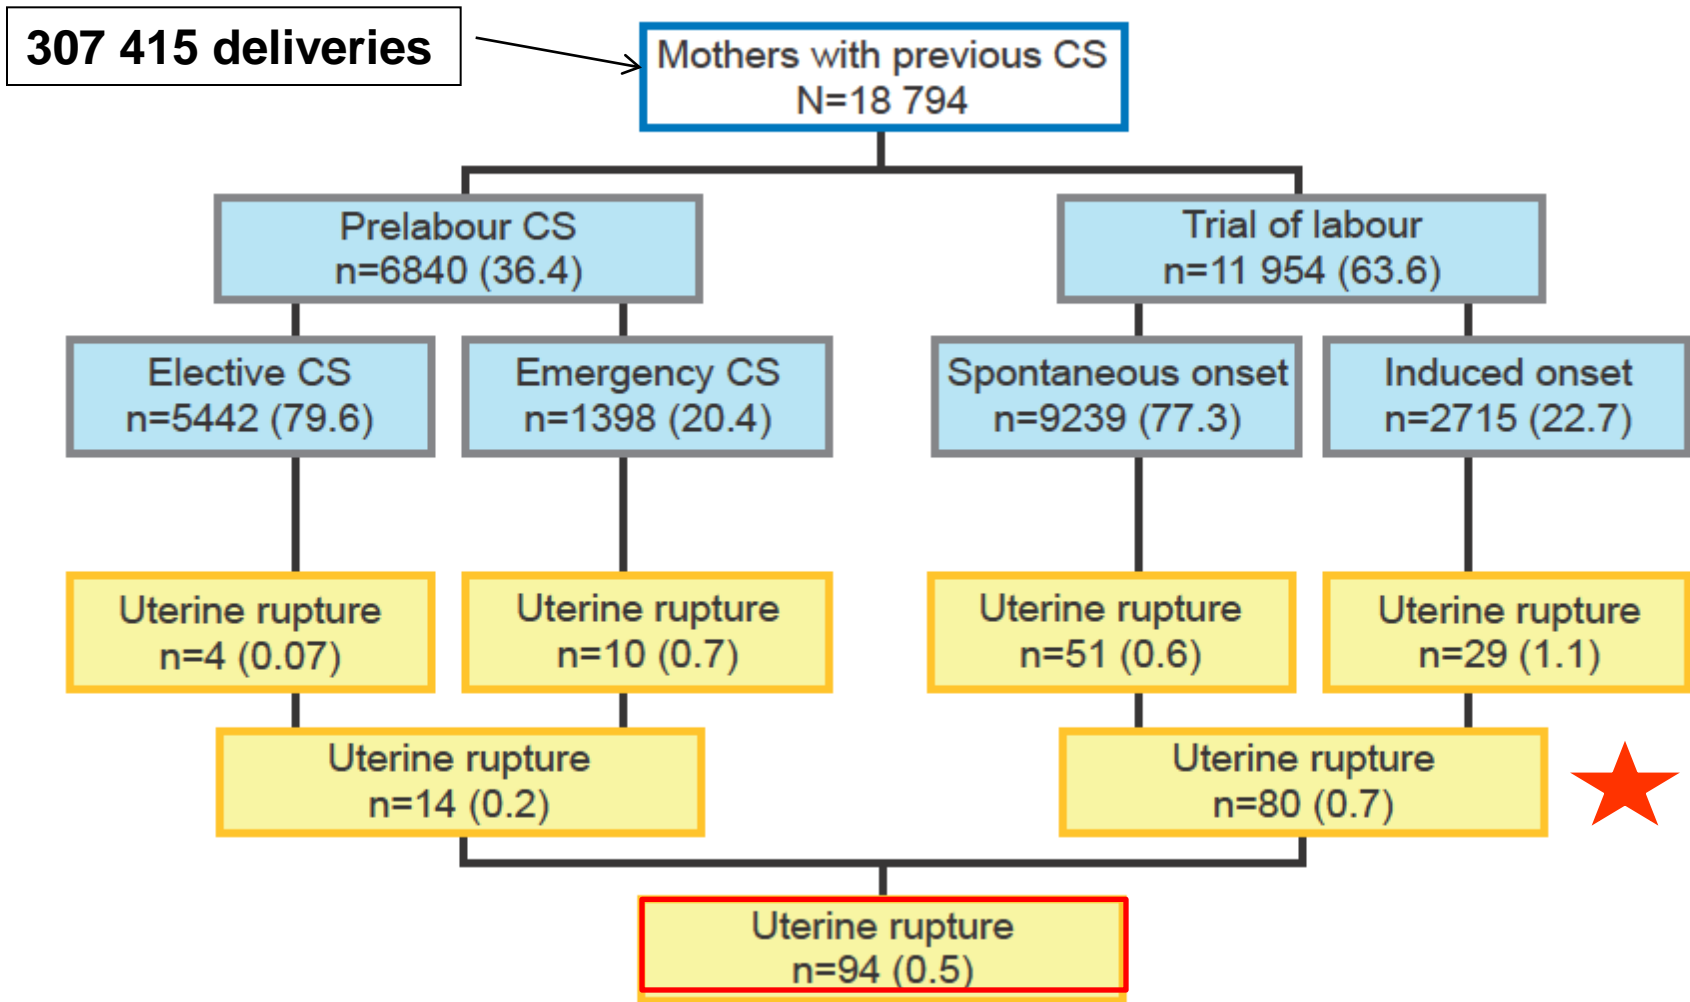 307 415 deliveries
Mothers with previous CS
N=18 794
Prelabour CS
n=6840 (36.4)
Trial of labour
n=11 954 (63.6)
Elective CS
n=5442 (79.6)
Emergency CS
n=1398 (20.4)
Spontaneous onset
n=9239 (77.3)
Induced onset
n=2715 (22.7)
Uterine rupture
n=4 (0.07)
Uterine rupture
n=10 (0.7)
Uterine rupture
n=51 (0.6)
Uterine rupture
n=29 (1.1)
Uterine rupture
n=14 (0.2)
Uterine rupture
n=80 (0.7)
Uterine rupture
n=94 (0.5)